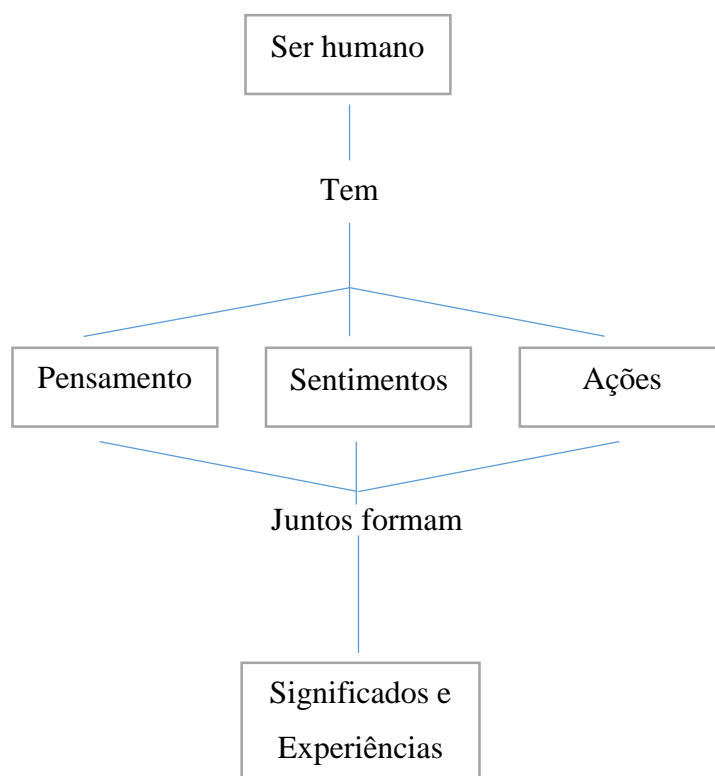 Ser humano
Tem
Pensamento
Sentimentos
Ações
Juntos formam
Significados e
Experiências